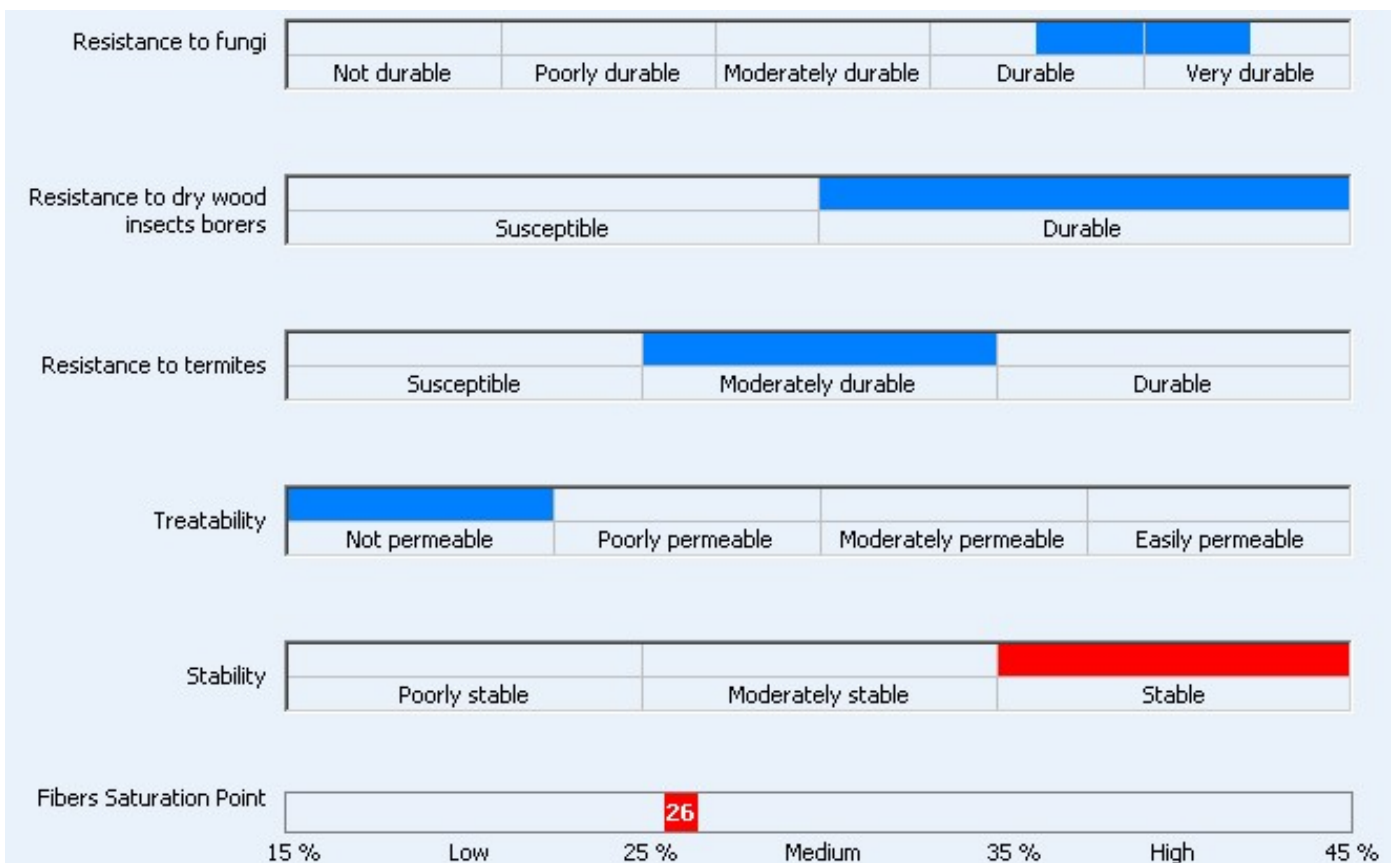 Resistance to fungi
Not durable Poorly durable Moderately durable Durable Very durable
Resistance to dry wood
insects borers
Susceptible Durable
Resistance to termites
Susceptible Moderately durable Durable
Treatability
Not permeable Poorly permeable Moderately permeable Easily permeable
Stability
Poorly stable Moderately stable Stable
Fibers Saturation Point
26
15 % Low 25 % Medium 35 % High 45 %